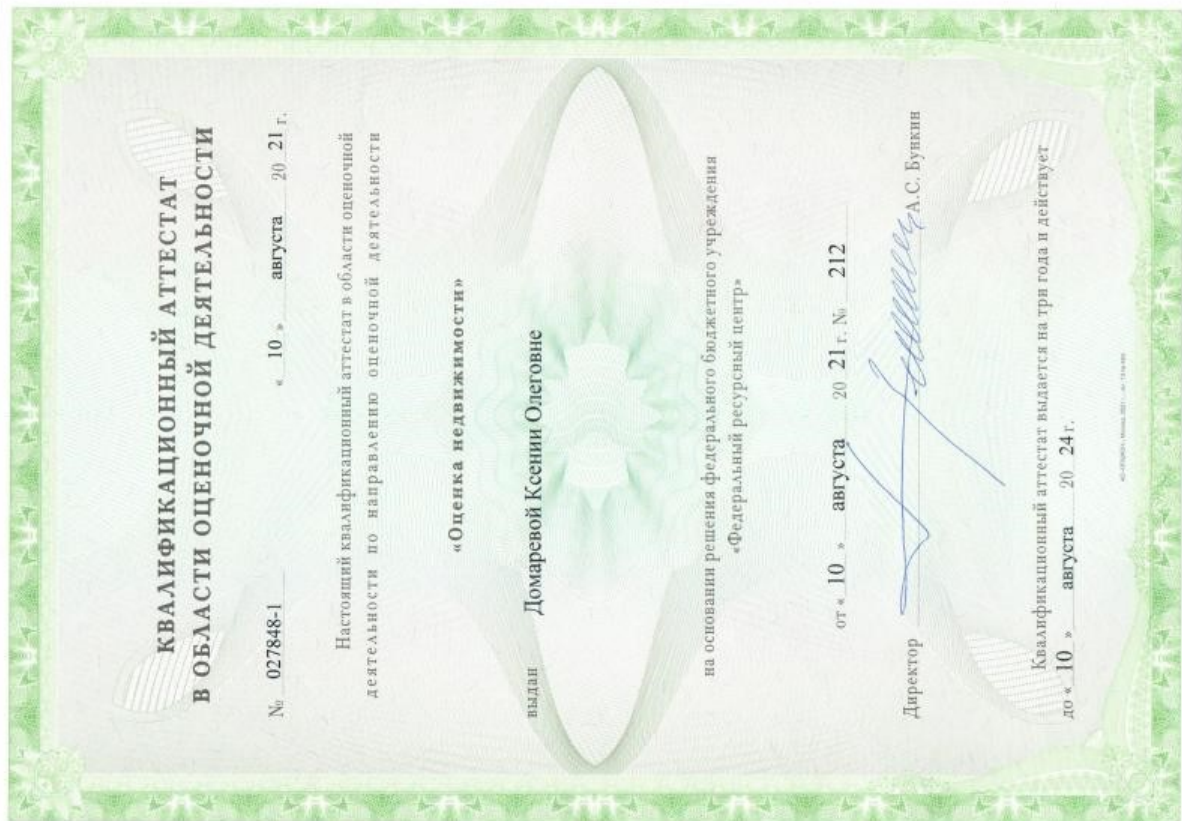 КВАЛИФИКАЦИОННЫЙ АТТЕСТАТ
В ОБЛАСТИ ОЦЕНОЧНОЙ ДЕЯТЕЛЬНОСТИ
№ 027848-1 « 10 » августа 20 21 г.
Настоящий квалификационный аттестат в области оценочной
деятельности по направлению оценочной деятельности
«Оценка недвижимости»
выдан Домаревой Ксении Олеговне
на основании решения федерального бюджетного учреждения
«Федеральный ресурсный центр»
от « 10 » августа 20 21 г. № 212
Директор А.С. Бункин
Квалификационный аттестат выдается на три года и действует
до « 10 » августа 20 24 г.